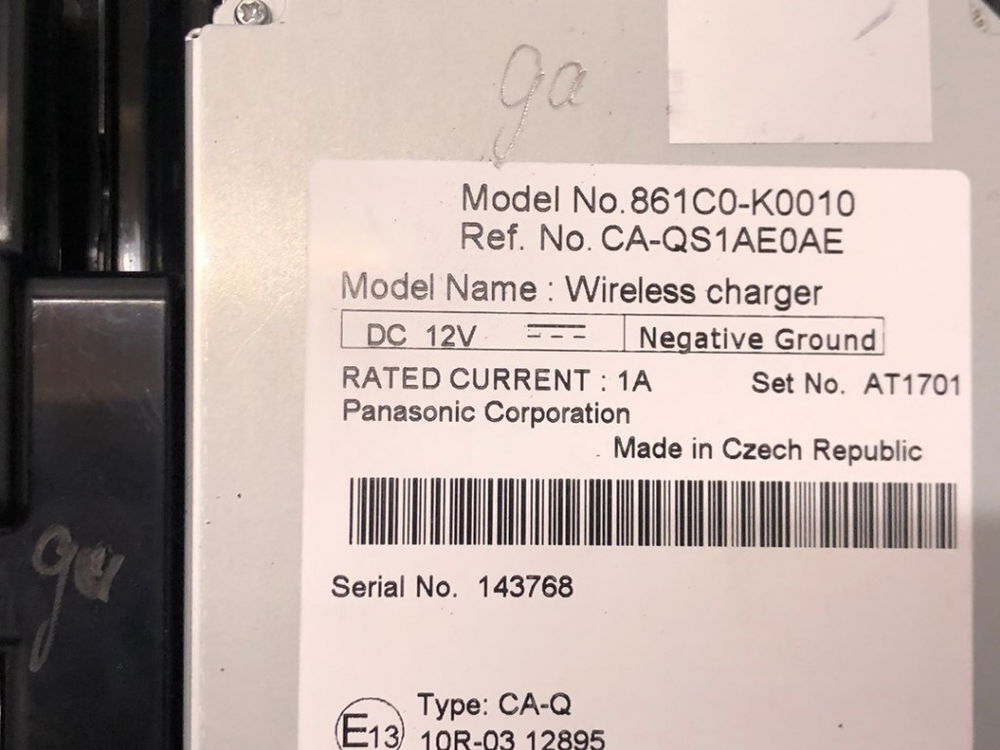 ga
Model No.861C0-K0010
Ref. No. CA-QS1AE0AE
Model Name : Wireless charger
DC 12V Negative Ground
RATED CURRENT : 1A Set No. AT1701
Panasonic Corporation
Made in Czech Republic
Serial No. 143768
Type: CA-Q
E13 10R-03 12895
ga